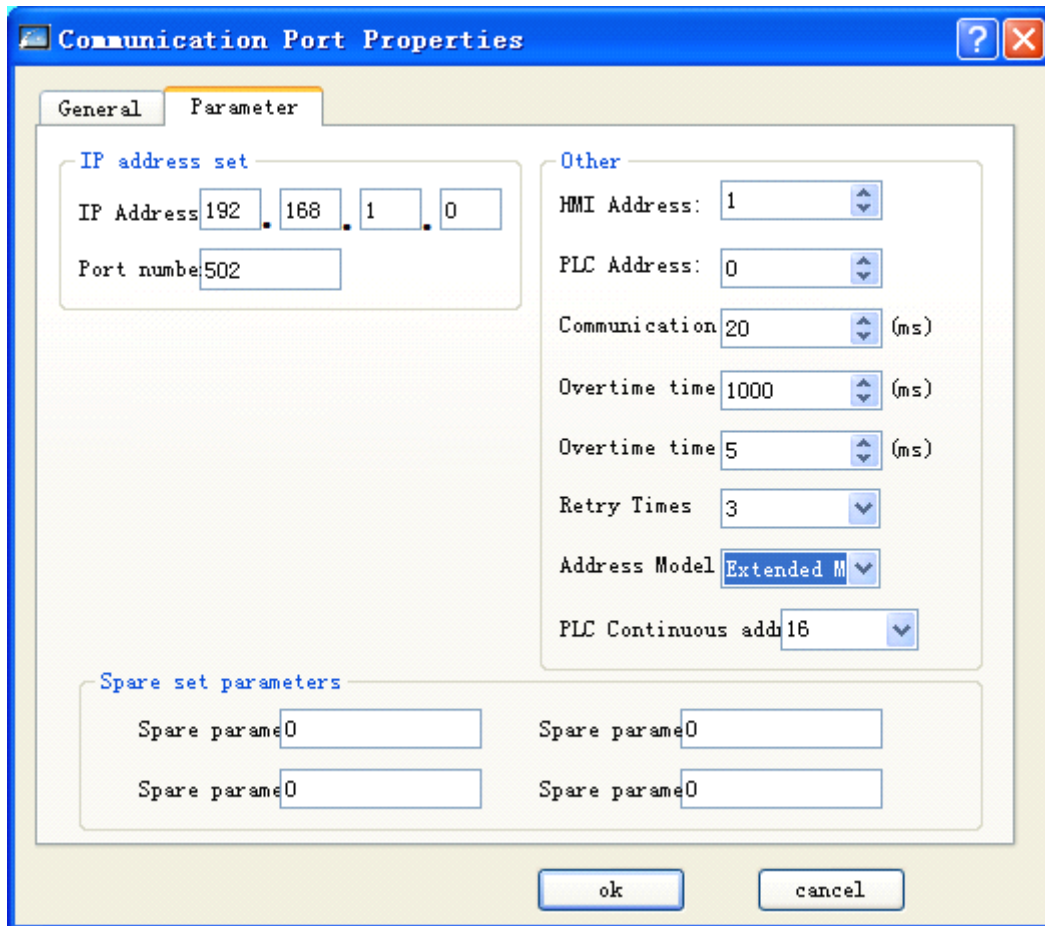 Communication Port Properties
General
Parameter
IP address set
IP Address 192 . 168 . 1 . 0
Port numbe 502
Other
HMI Address: 1
PLC Address: 0
Communication 20 (ms)
Overtime time 1000 (ms)
Overtime time 5 (ms)
Retry Times 3
Address Model Extended M
PLC Continuous addr 16
Spare set parameters
Spare parame 0 Spare parame 0
Spare parame 0 Spare parame 0
ok cancel